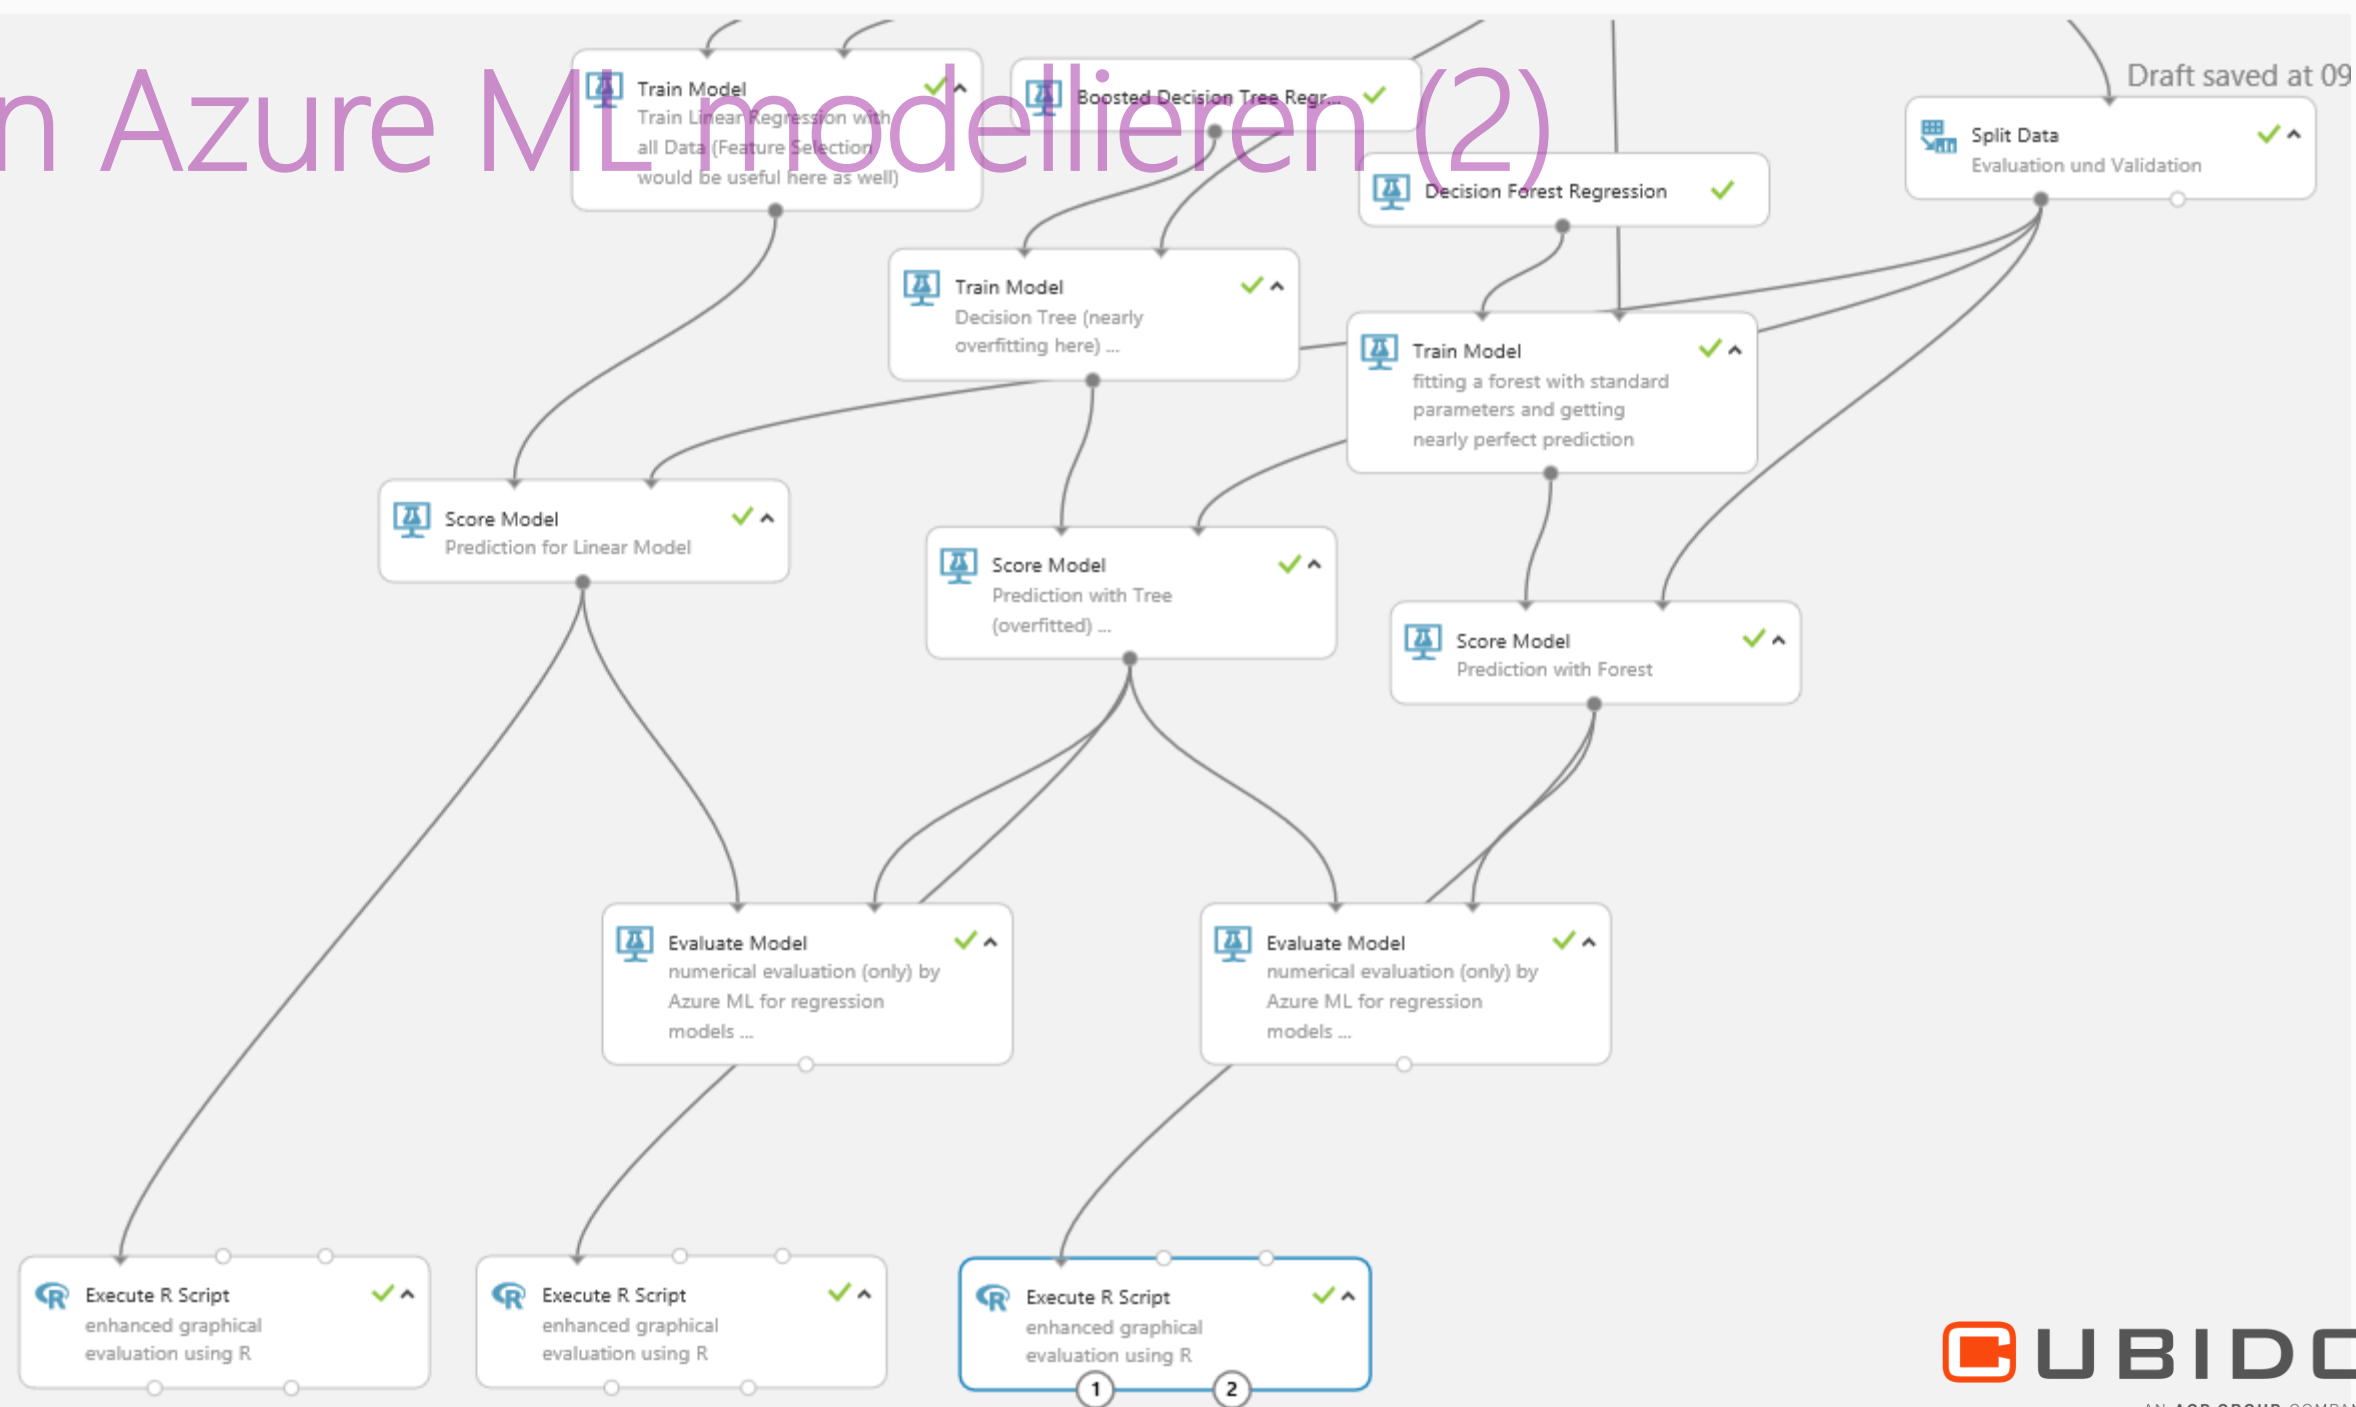 n Azure ML modellieren (2)
Draft saved at 09
Train Model
Train Linear Regression with
all Data (Feature Selection
would be useful here as well)
Boosted Decision Tree Regr...
Split Data
Evaluation und Validation
Decision Forest Regression
Train Model
Decision Tree (nearly
overfitting here) ...
Train Model
fitting a forest with standard
parameters and getting
nearly perfect prediction
Score Model
Prediction for Linear Model
Score Model
Prediction with Tree
(overfitted) ...
Score Model
Prediction with Forest
Evaluate Model
numerical evaluation (only) by
Azure ML for regression
models ...
Evaluate Model
numerical evaluation (only) by
Azure ML for regression
models ...
Execute R Script
enhanced graphical
evaluation using R
Execute R Script
enhanced graphical
evaluation using R
Execute R Script
enhanced graphical
evaluation using R
1
2
CUBIDO